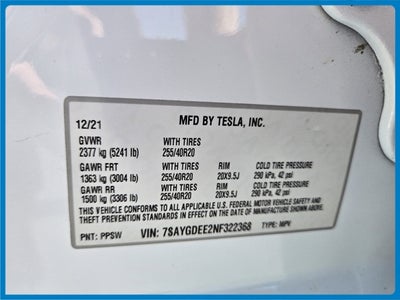 12/21 MFD BY TESLA, INC.
GVWR WITH TIRES
2377 kg (5241 lb) 255/40R20
GAWR FRT WITH TIRES RIM COLD TIRE PRESSURE
1363 kg (3004 lb) 255/40R20 20X9.5J 290 kPa, 42 psi
GAWR RR WITH TIRES RIM COLD TIRE PRESSURE
1500 kg (3306 lb) 255/40R20 20X9.5J 290 kPa, 42 psi
THIS VEHICLE CONFORMS TO ALL APPLICABLE U.S. FEDERAL MOTOR VEHICLE SAFETY AND
THEFT PREVENTION STANDARDS IN EFFECT ON THE DATE OF MANUFACTURE SHOWN ABOVE.
PNT: PPSW VIN: 7SAYGDEE2NF322368 TYPE: MPV